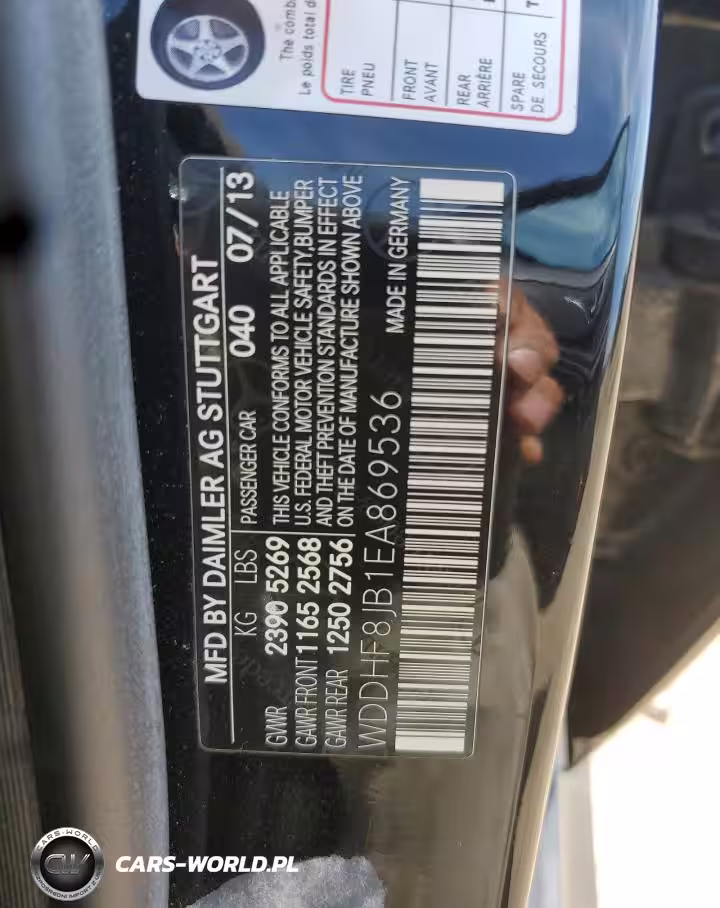 The comb
Le poids total d
TIRE
PNEU
FRONT
AVANT
REAR
ARRIÈRE
SPARE
DE SECOURS
MFD BY DAIMLER AG STUTTGART
KG LBS PASSENGER CAR 040 07/13
GVWR 2390 5269 THIS VEHICLE CONFORMS TO ALL APPLICABLE
GAWR FRONT 1165 2568 U.S. FEDERAL MOTOR VEHICLE SAFETY,BUMPER
GAWR REAR 1250 2756 AND THEFT PREVENTION STANDARDS IN EFFECT
ON THE DATE OF MANUFACTURE SHOWN ABOVE
WDDHF8JB1EA869536 MADE IN GERMANY
CARS-WORLD
CW
CARS-WORLD.PL